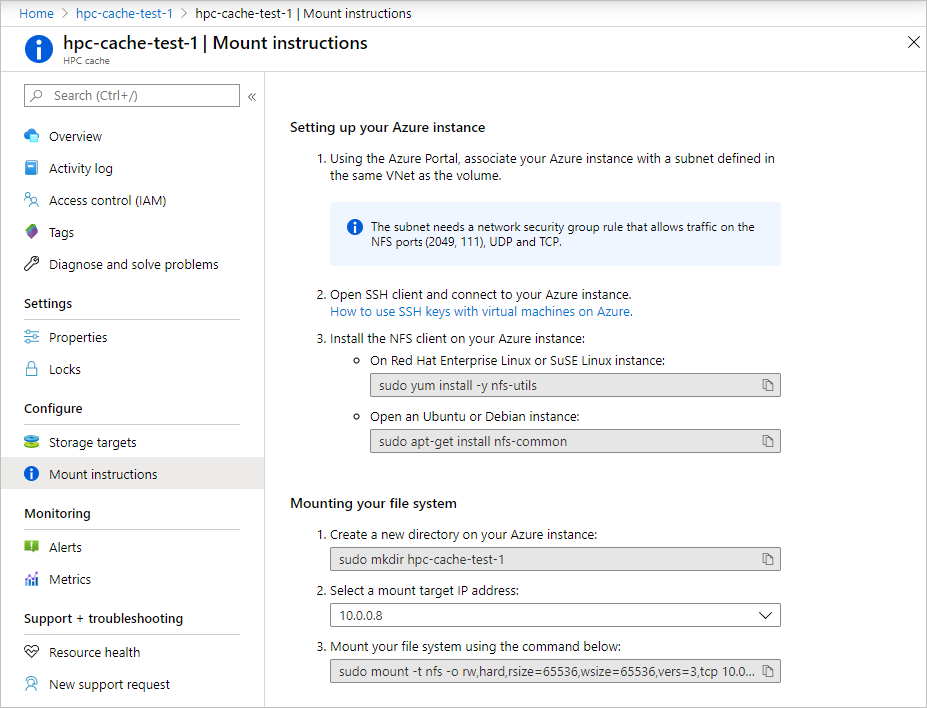 Home > hpc-cache-test-1 > hpc-cache-test-1 | Mount instructions
hpc-cache-test-1 | Mount instructions
HPC cache
Search (Ctrl+/)
Overview
Activity log
Access control (IAM)
Tags
Diagnose and solve problems
Settings
Properties
Locks
Configure
Storage targets
Mount instructions
Monitoring
Alerts
Metrics
Support + troubleshooting
Resource health
New support request
Setting up your Azure instance
1. Using the Azure Portal, associate your Azure instance with a subnet defined in
the same VNet as the volume.
The subnet needs a network security group rule that allows traffic on the
NFS ports (2049, 111), UDP and TCP.
2. Open SSH client and connect to your Azure instance.
How to use SSH keys with virtual machines on Azure.
3. Install the NFS client on your Azure instance:
On Red Hat Enterprise Linux or SuSE Linux instance:
sudo yum install -y nfs-utils
Open an Ubuntu or Debian instance:
sudo apt-get install nfs-common
Mounting your file system
1. Create a new directory on your Azure instance:
sudo mkdir hpc-cache-test-1
2. Select a mount target IP address:
10.0.0.8
3. Mount your file system using the command below:
sudo mount -t nfs -o rw,hard,rsize=65536,wsize=65536,vers=3,tcp 10.0...